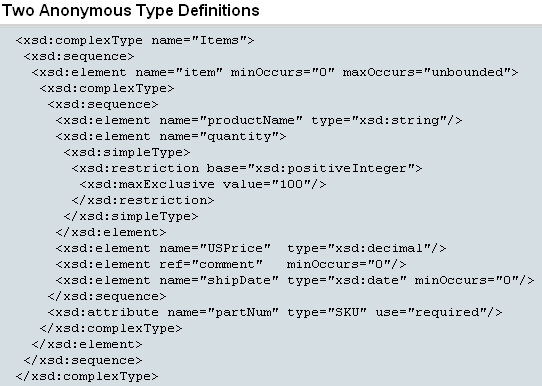 Two Anonymous Type Definitions
<xsd:complexType name="Items">
<xsd:sequence>
<xsd:element name="item" minOccurs="0" maxOccurs="unbounded">
<xsd:complexType>
<xsd:sequence>
<xsd:element name="productName" type="xsd:string"/>
<xsd:element name="quantity">
<xsd:simpleType>
<xsd:restriction base="xsd:positiveInteger">
<xsd:maxExclusive value="100"/>
</xsd:restriction>
</xsd:simpleType>
</xsd:element>
<xsd:element name="USPrice"  type="xsd:decimal"/>
<xsd:element ref="comment"   minOccurs="0"/>
<xsd:element name="shipDate" type="xsd:date" minOccurs="0"/>
</xsd:sequence>
<xsd:attribute name="partNum" type="SKU" use="required"/>
</xsd:complexType>
</xsd:element>
</xsd:sequence>
</xsd:complexType>